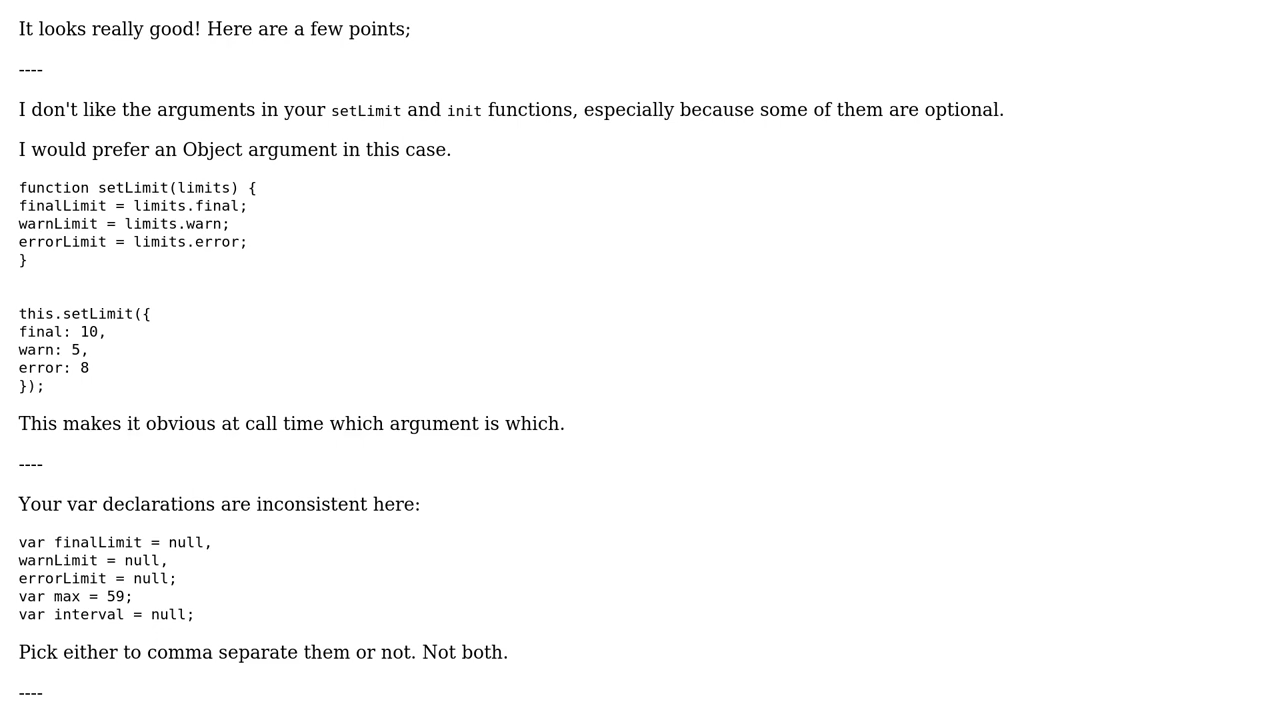 It looks really good! Here are a few points;
----
I don't like the arguments in your setLimit and init functions, especially because some of them are optional.
I would prefer an Object argument in this case.
function setLimit(limits) {
finalLimit = limits.final;
warnLimit = limits.warn;
errorLimit = limits.error;
}
this.setLimit({
final: 10,
warn: 5,
error: 8
});
This makes it obvious at call time which argument is which.
----
Your var declarations are inconsistent here:
var finalLimit = null,
warnLimit = null,
errorLimit = null;
var max = 59;
var interval = null;
Pick either to comma separate them or not. Not both.
----